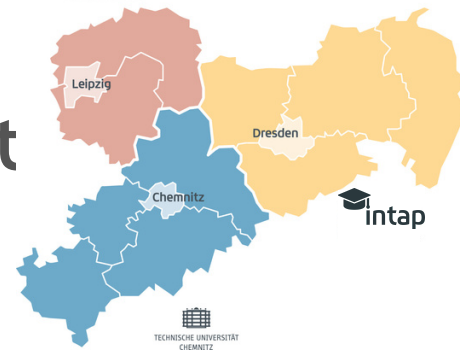 Leipzig
t
Dresden
Chemnitz
intap
TECHNISCHE UNIVERSITÄT
CHEMNITZ